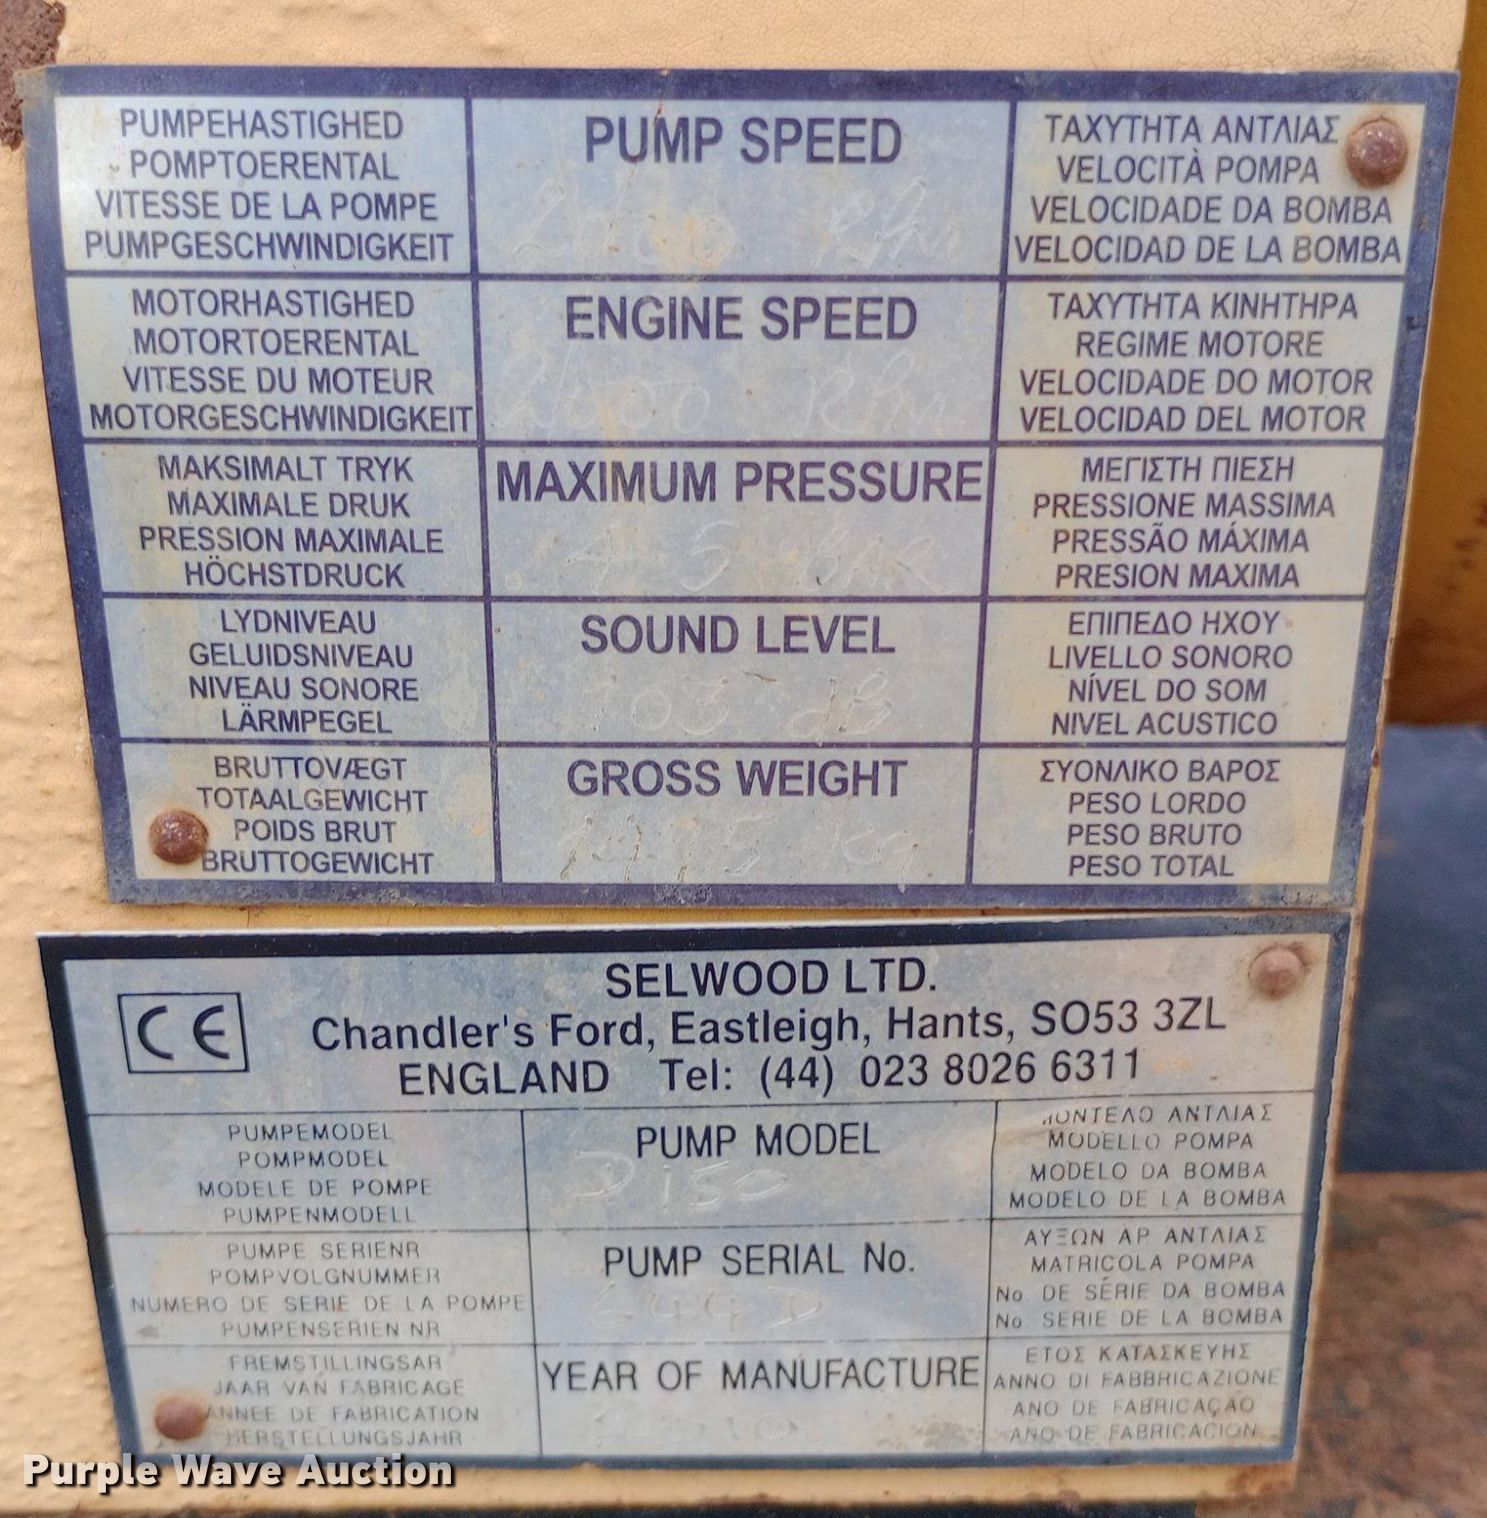 PUMPEHASTIGHED
POMPTOERENTAL
VITESSE DE LA POMPE
PUMPGESCHWINDIGKEIT
PUMP SPEED
ΤΑΧΥΤΗΤΑ ΑΝΤΛΙΑΣ
VELOCITÀ POMPA
VELOCIDADE DA BOMBA
VELOCIDAD DE LA BOMBA
MOTORHASTIGHED
MOTORTOERENTAL
VITESSE DU MOTEUR
MOTORGESCHWINDIGKEIT
ENGINE SPEED
ΤΑΧΥΤΗΤΑ ΚΙΝΗΤΗΡΑ
REGIME MOTORE
VELOCIDADE DO MOTOR
VELOCIDAD DEL MOTOR
MAKSIMALT TRYK
MAXIMALE DRUK
PRESSION MAXIMALE
HÖCHSTDRUCK
MAXIMUM PRESSURE
BAR
ΜΕΓΙΣΤΗ ΠΙΕΣΗ
PRESSIONE MASSIMA
PRESSÃO MÁXIMA
PRESION MAXIMA
LYDNIVEAU
GELUIDSNIVEAU
NIVEAU SONORE
LÄRMPEGEL
SOUND LEVEL
103 dB
ΕΠΙΠΕΔΟ ΗΧΟΥ
LIVELLO SONORO
NÍVEL DO SOM
NIVEL ACUSTICO
BRUTTOVÆGT
TOTAALGEWICHT
POIDS BRUT
BRUTTOGEWICHT
GROSS WEIGHT
Kg
ΣΥΟΝΛΙΚΟ ΒΑΡΟΣ
PESO LORDO
PESO BRUTO
PESO TOTAL
CE
SELWOOD LTD.
Chandler's Ford, Eastleigh, Hants, SO53 3ZL
ENGLAND Tel: (44) 023 8026 6311
PUMPEMODEL
POMPMODEL
MODELE DE POMPE
PUMPENMODELL
PUMP MODEL
D150
ΜΟΝΤΕΛΟ ΑΝΤΛΙΑΣ
MODELLO POMPA
MODELO DA BOMBA
MODELO DE LA BOMBA
PUMPE SERIENR
POMPVOLGNUMMER
NUMERO DE SERIE DE LA POMPE
PUMPENSERIEN NR
PUMP SERIAL No.
ΑΥΞΩΝ ΑΡ ΑΝΤΛΙΑΣ
MATRICOLA POMPA
No DE SÉRIE DA BOMBA
No. SERIE DE LA BOMBA
FREMSTILLINGSAR
JAAR VAN FABRICAGE
ANNEE DE FABRICATION
HERSTELLUNGSJAHR
YEAR OF MANUFACTURE
ΕΤΟΣ ΚΑΤΑΣΚΕΥΗΣ
ANNO DI FABBRICAZIONE
ANO DE FABRICAÇAO
ANO DE FABRICACION
Purple Wave Auction